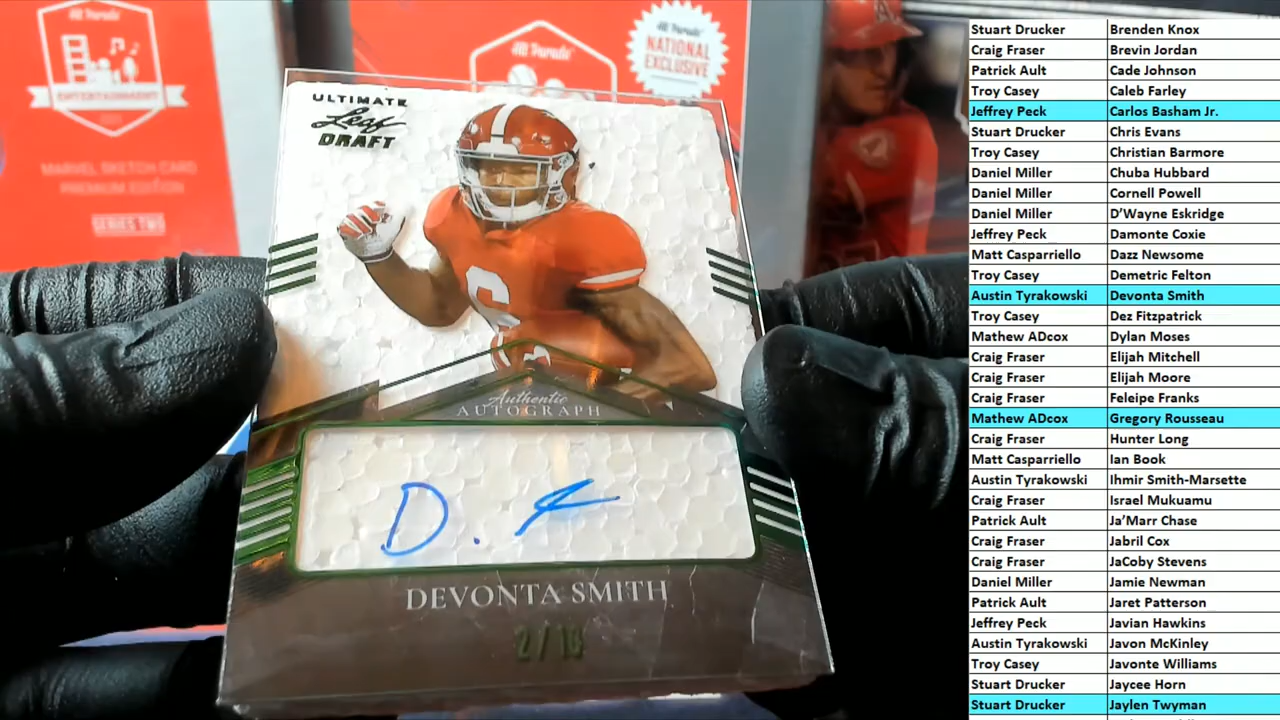 All Parade
ENTERTAINMENT
MARVEL SKETCH CARD
PREMIUM EDITION
SERIES TWO
All Parade
All Parade
NATIONAL
EXCLUSIVE
ULTIMATE
Leaf
DRAFT
6
Authentic
AUTOGRAPH
D.
DEVONTA SMITH
Stuart Drucker Brenden Knox
Craig Fraser Brevin Jordan
Patrick Ault Cade Johnson
Troy Casey Caleb Farley
Jeffrey Peck Carlos Basham Jr.
Stuart Drucker Chris Evans
Troy Casey Christian Barmore
Daniel Miller Chuba Hubbard
Daniel Miller Cornell Powell
Daniel Miller D'Wayne Eskridge
Jeffrey Peck Damonte Coxie
Matt Casparriello Dazz Newsome
Troy Casey Demetric Felton
Austin Tyrakowski Devonta Smith
Troy Casey Dez Fitzpatrick
Mathew ADcox Dylan Moses
Craig Fraser Elijah Mitchell
Craig Fraser Elijah Moore
Craig Fraser Feleipe Franks
Mathew ADcox Gregory Rousseau
Craig Fraser Hunter Long
Matt Casparriello Ian Book
Austin Tyrakowski Ihmir Smith-Marsette
Craig Fraser Israel Mukuamu
Patrick Ault Ja'Marr Chase
Craig Fraser Jabril Cox
Craig Fraser JaCoby Stevens
Daniel Miller Jamie Newman
Patrick Ault Jaret Patterson
Jeffrey Peck Javian Hawkins
Austin Tyrakowski Javon McKinley
Troy Casey Javonte Williams
Stuart Drucker Jaycee Horn
Stuart Drucker Jaylen Twyman